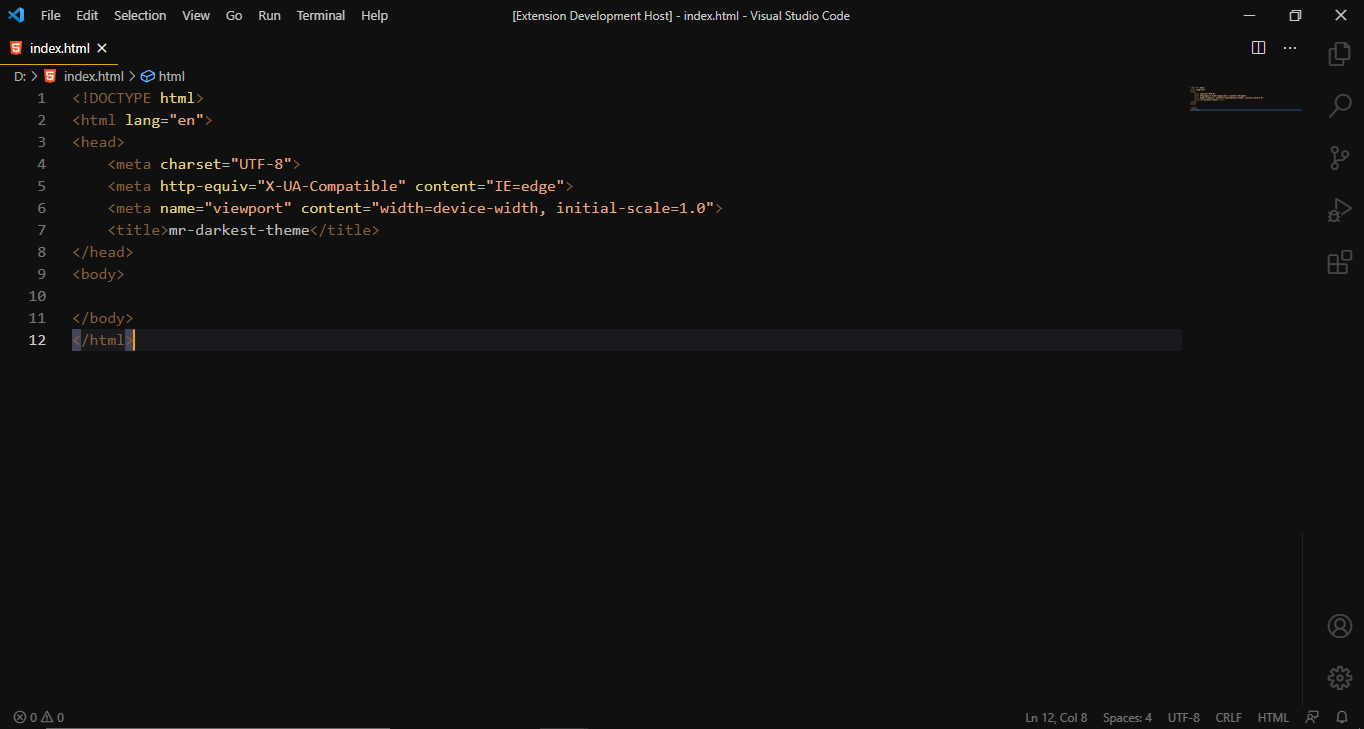 File Edit Selection View Go Run Terminal Help [Extension Development Host] - index.html - Visual Studio Code
index.html
D: index.html html
1 <!DOCTYPE html>
2 <html lang="en">
3 <head>
4     <meta charset="UTF-8">
5     <meta http-equiv="X-UA-Compatible" content="IE=edge">
6     <meta name="viewport" content="width=device-width, initial-scale=1.0">
7     <title>mr-darkest-theme</title>
8 </head>
9 <body>
10
11 </body>
12 </html>
0 0 Ln 12, Col 8 Spaces: 4 UTF-8 CRLF HTML